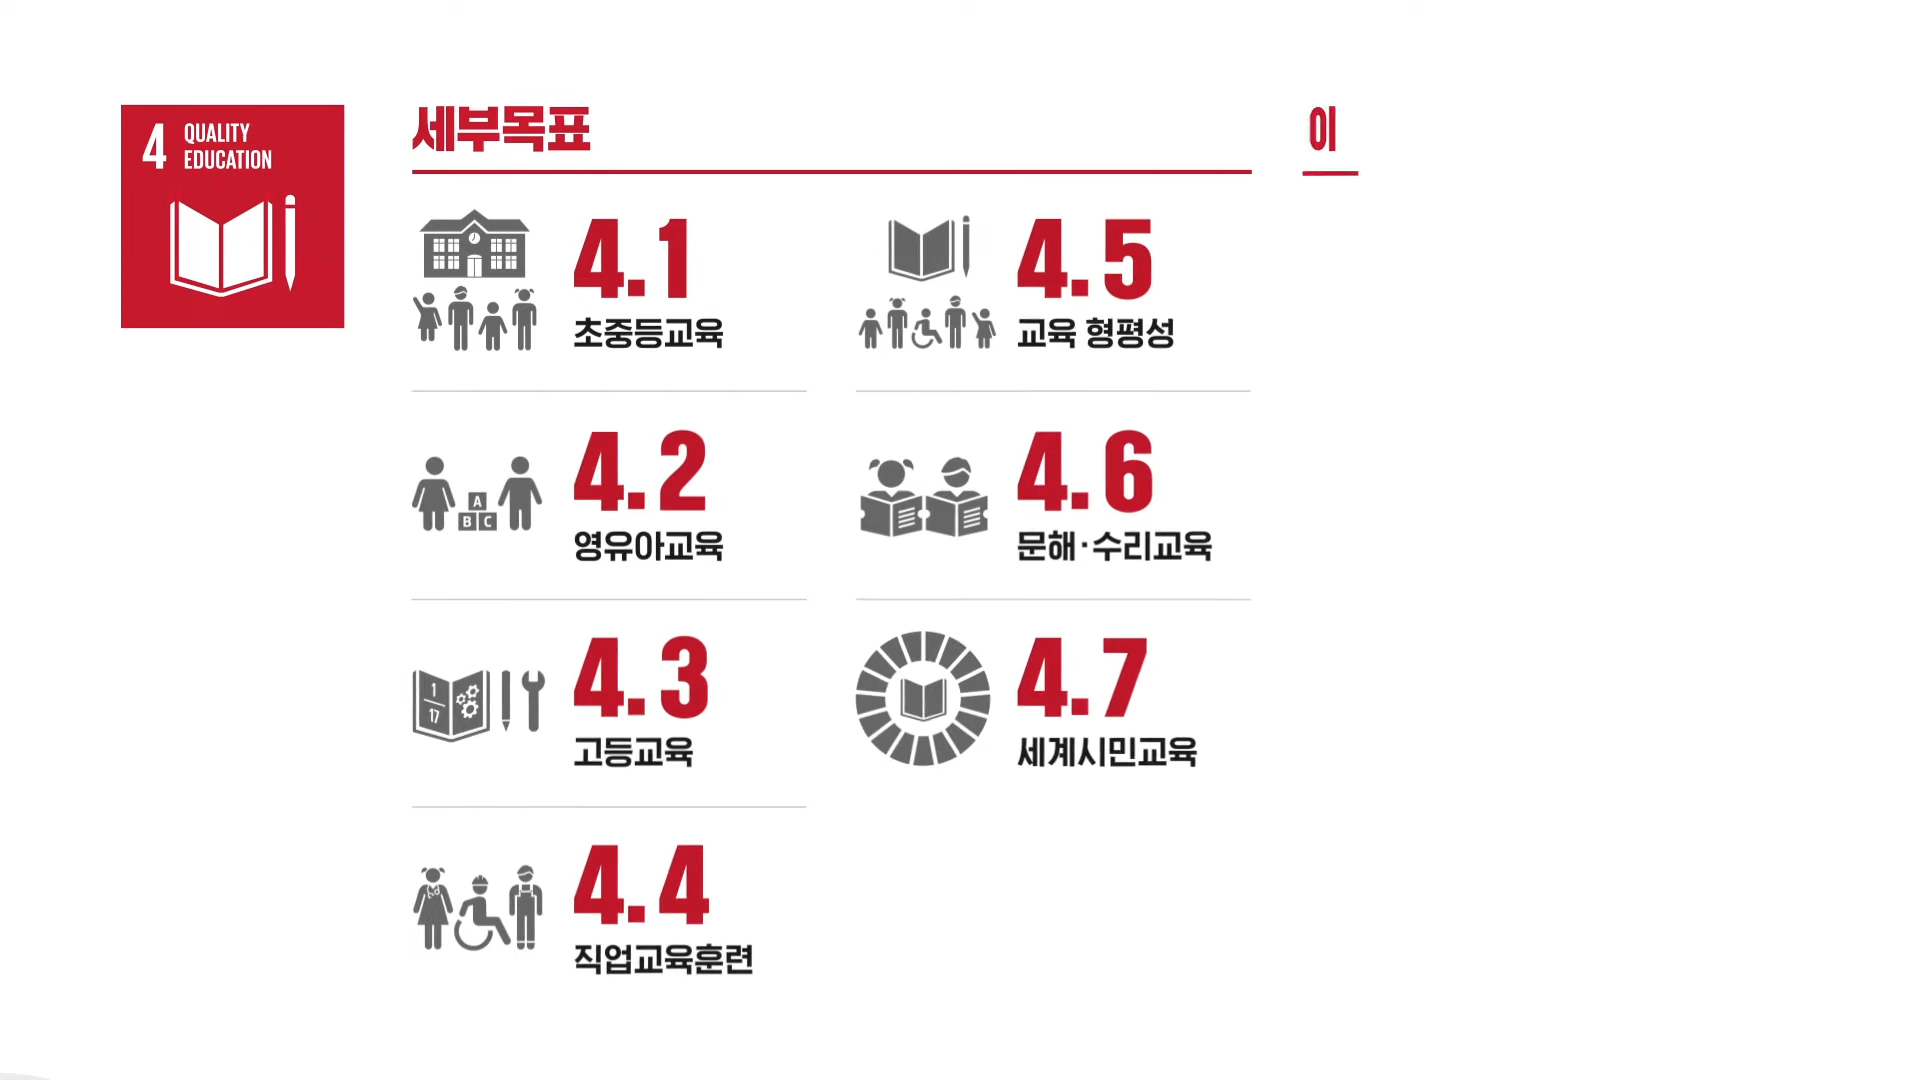 4 QUALITY
EDUCATION
세부목표
4.1
초중등교육
4.2
영유아교육
A
B C
4.3
고등교육
1
17
4.4
직업교육훈련
4.5
교육 형평성
4.6
문해·수리교육
4.7
세계시민교육
이